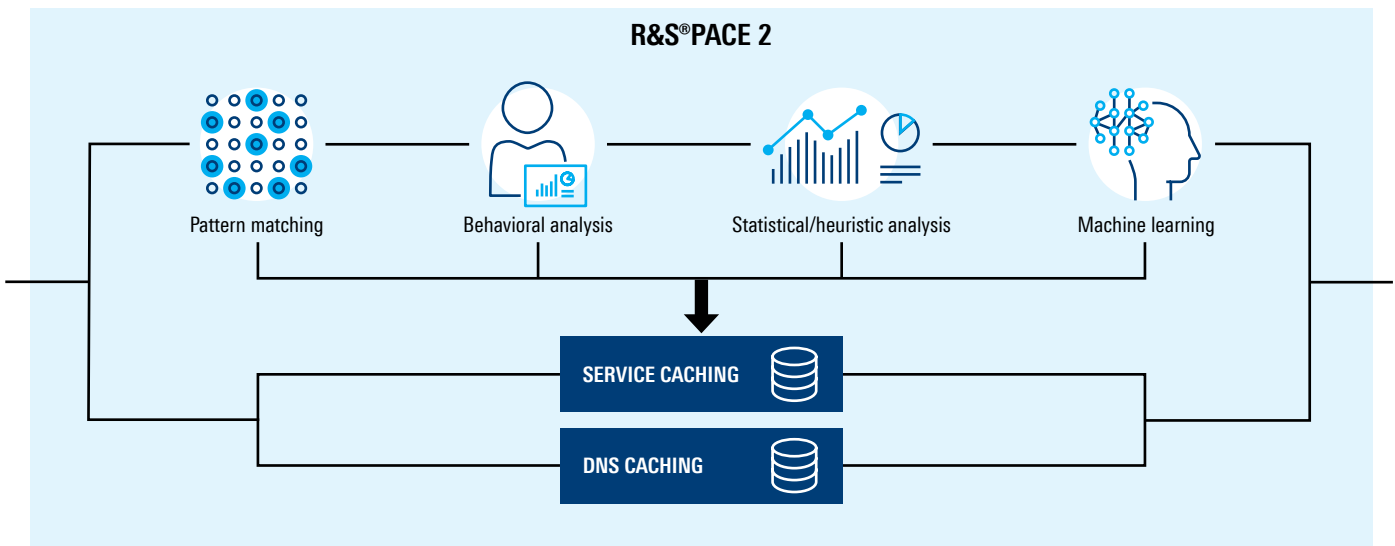 R&S®PACE 2
Pattern matching
Behavioral analysis
Statistical/heuristic analysis
Machine learning
SERVICE CACHING
DNS CACHING